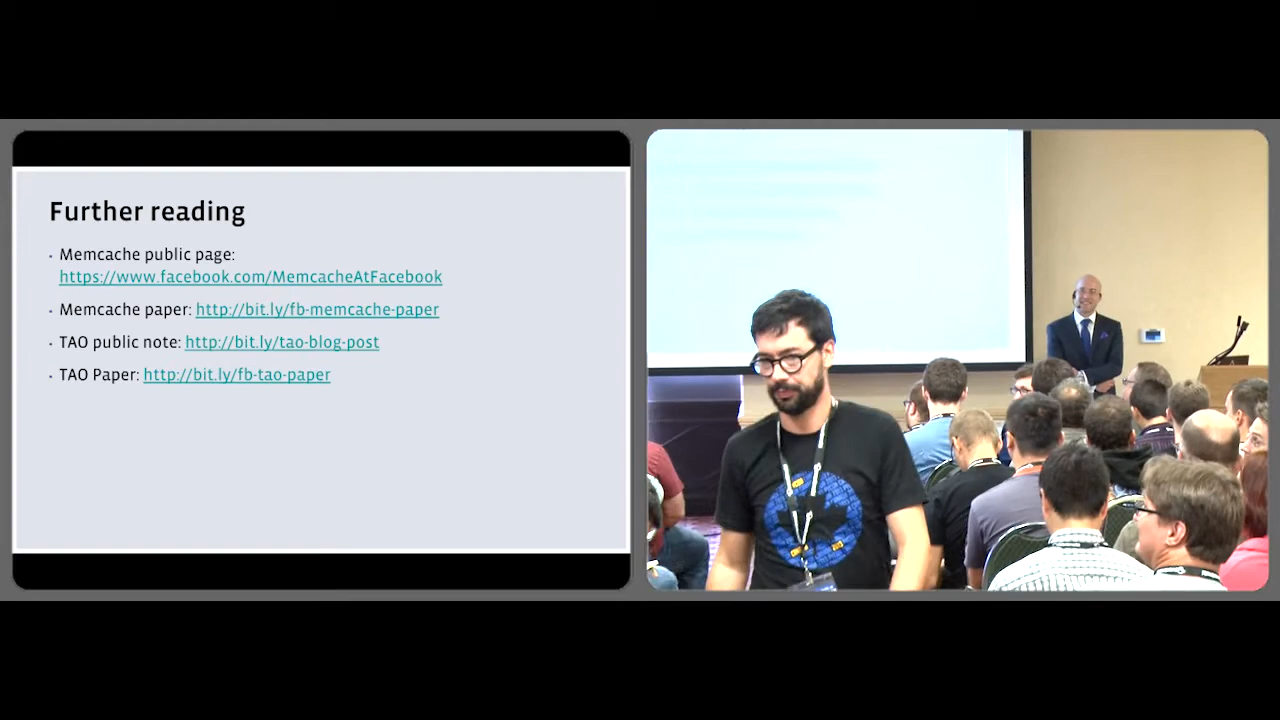 Further reading
Memcache public page:
https://www.facebook.com/MemcacheAtFacebook
Memcache paper: http://bit.ly/fb-memcache-paper
TAO public note: http://bit.ly/tao-blog-post
TAO Paper: http://bit.ly/fb-tao-paper